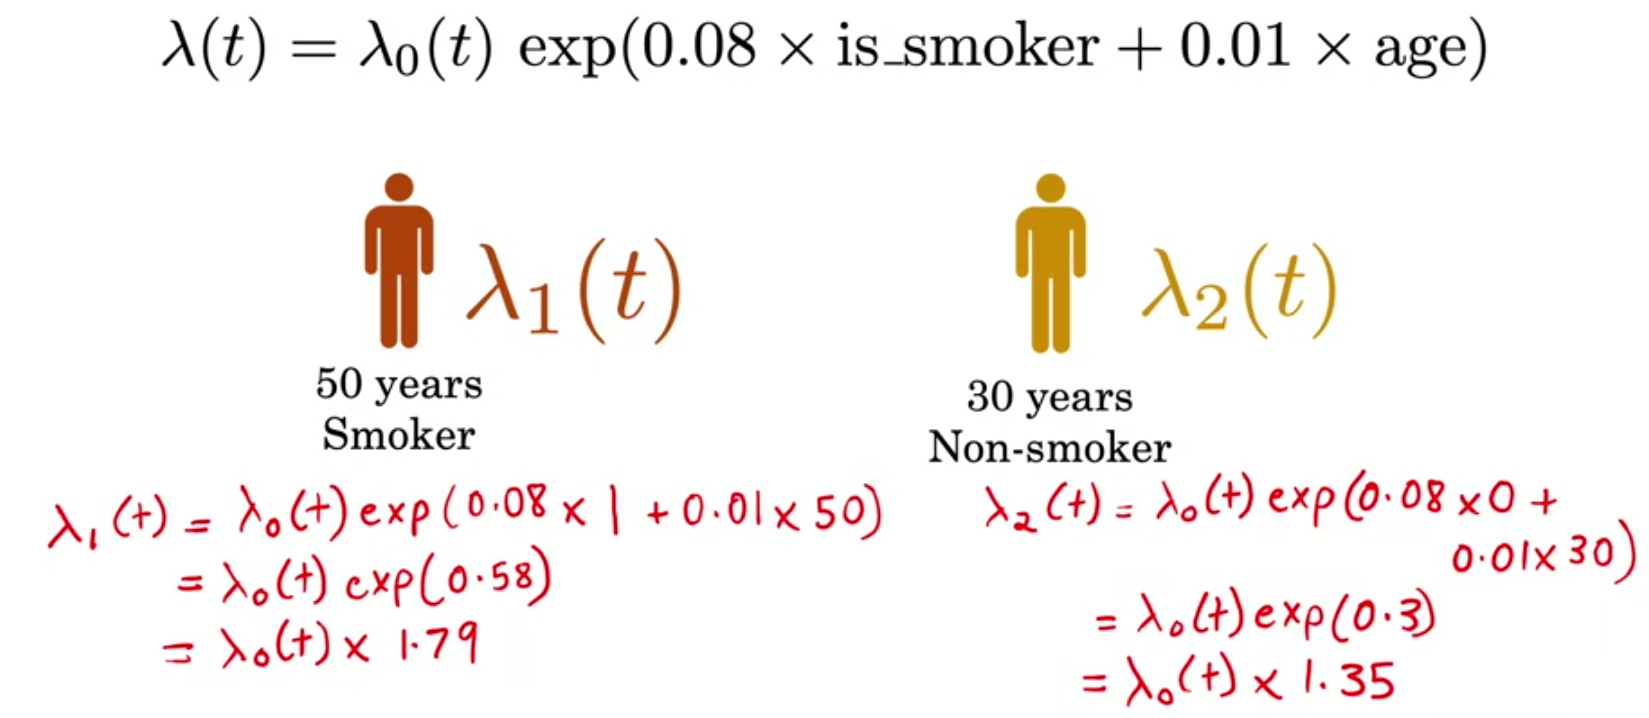 λ(t) = λ₀(t) exp(0.08 × is_smoker + 0.01 × age)
λ₁(t)
50 years
Smoker
λ₁(t) = λ₀(t) exp(0.08 × 1 + 0.01 × 50)
= λ₀(t) exp(0.58)
= λ₀(t) × 1.79
λ₂(t)
30 years
Non-smoker
λ₂(t) = λ₀(t) exp(0.08 × 0 +
0.01 × 30)
= λ₀(t) exp(0.3)
= λ₀(t) × 1.35